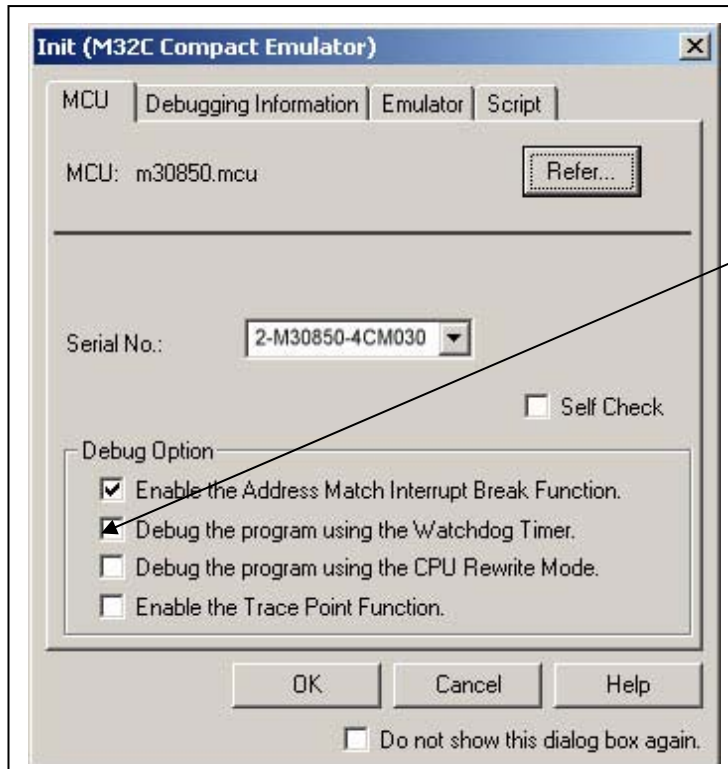 Init (M32C Compact Emulator)
MCU Debugging Information Emulator Script
MCU: m30850.mcu Refer...
Serial No.: 2-M30850-4CM030
Self Check
Debug Option
Enable the Address Match Interrupt Break Function.
Debug the program using the Watchdog Timer.
Debug the program using the CPU Rewrite Mode.
Enable the Trace Point Function.
OK Cancel Help
Do not show this dialog box again.